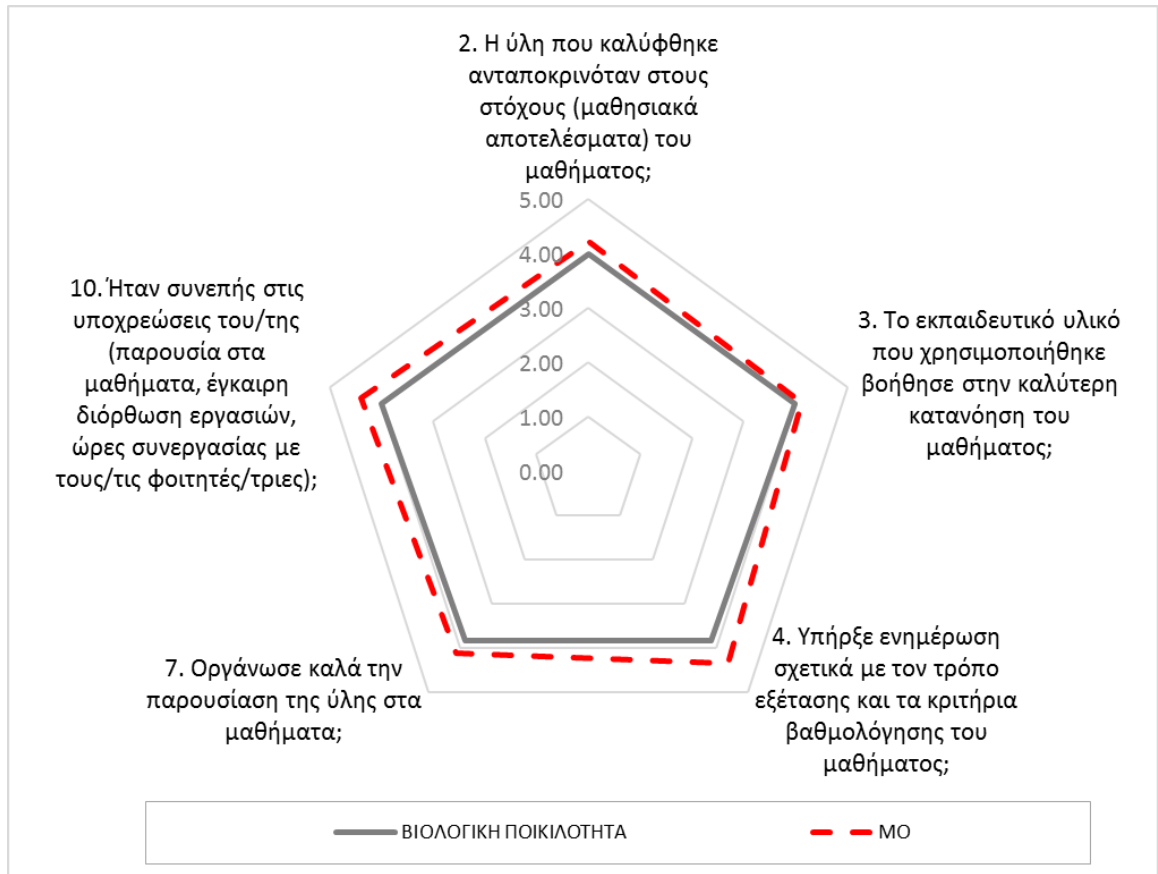 2. Η ύλη που καλύφθηκε
ανταποκρινόταν στους
στόχους (μαθησιακά
αποτελέσματα) του
μαθήματος;
5.00
4.00
3.00
2.00
1.00
0.00
3. Το εκπαιδευτικό υλικό
που χρησιμοποιήθηκε
βοήθησε στην καλύτερη
κατανόηση του
μαθήματος;
4. Υπήρξε ενημέρωση
σχετικά με τον τρόπο
εξέτασης και τα κριτήρια
βαθμολόγησης του
μαθήματος;
7. Οργάνωσε καλά την
παρουσίαση της ύλης στα
μαθήματα;
10. Ήταν συνεπής στις
υποχρεώσεις του/της
(παρουσία στα
μαθήματα, έγκαιρη
διόρθωση εργασιών,
ώρες συνεργασίας με
τους/τις φοιτητές/τριες);
ΒΙΟΛΟΓΙΚΗ ΠΟΙΚΙΛΟΤΗΤΑ
ΜΟ